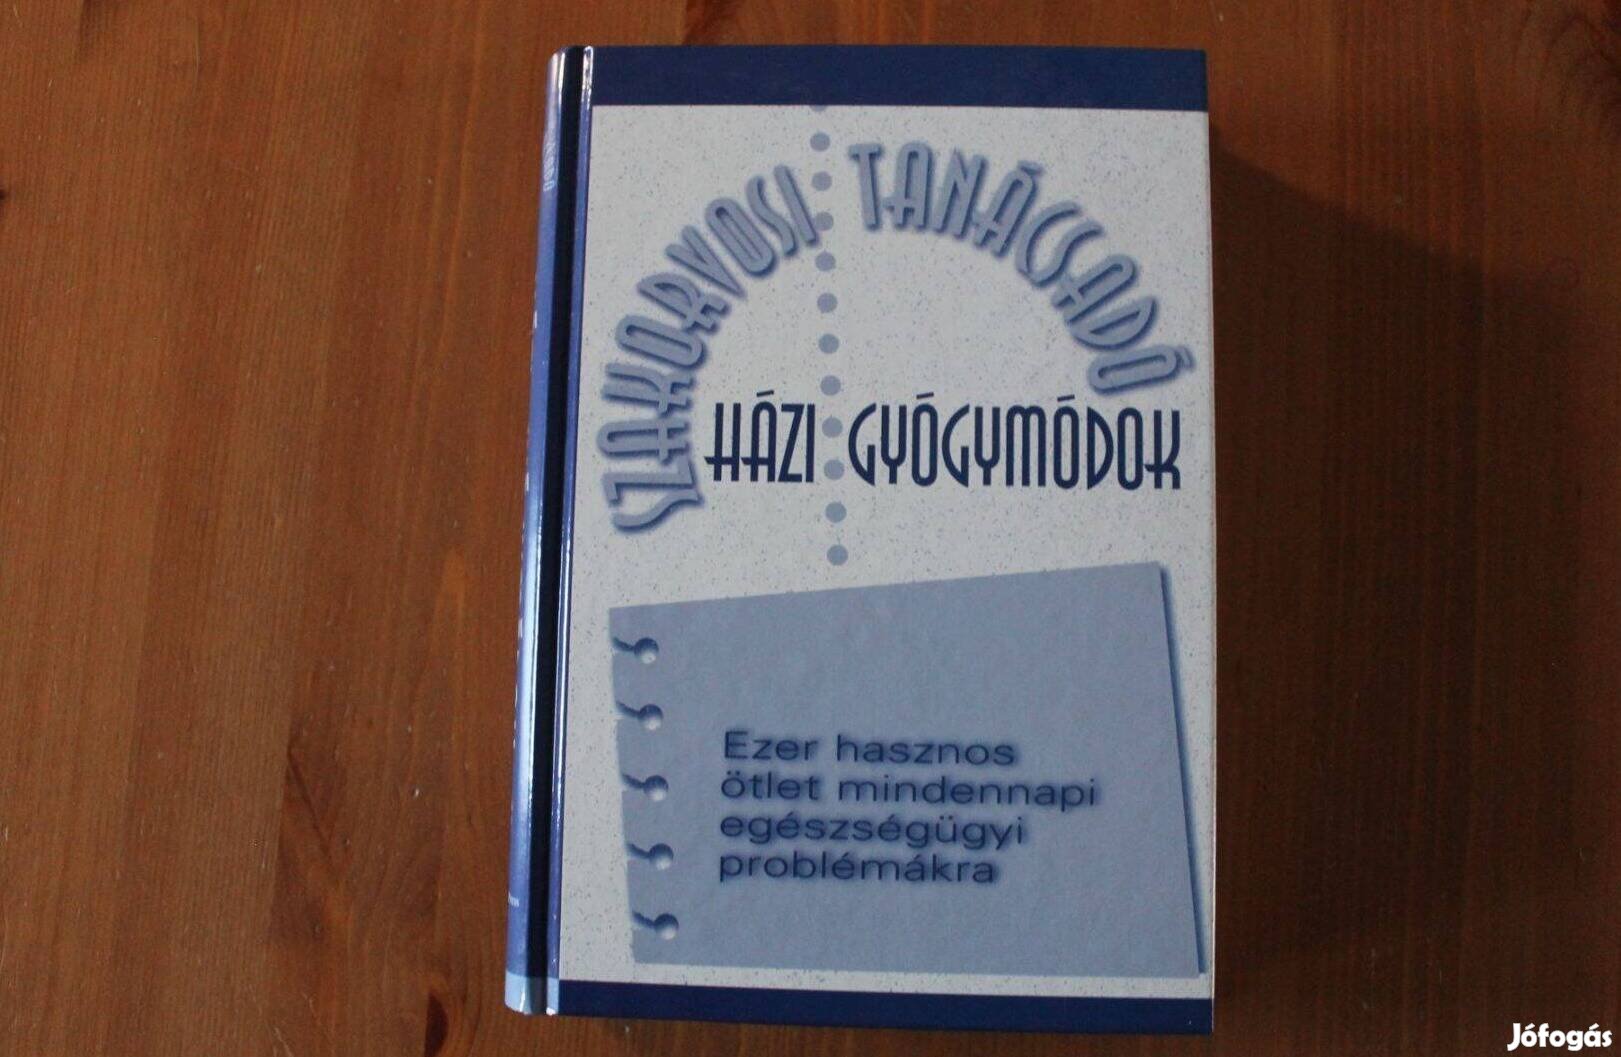 SZAKORVOSI TANÁCSADÓ
HÁZI GYÓGYMÓDOK
Ezer hasznos
ötlet mindennapi
egészségügyi
problémákra
Jófogás